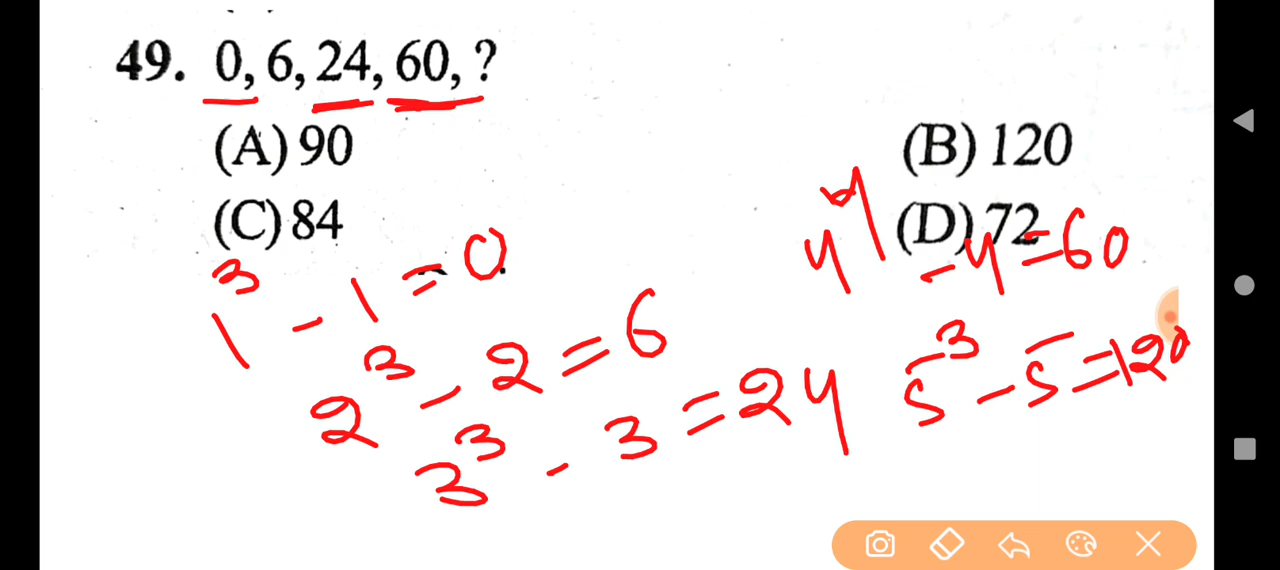 49. 0, 6, 24, 60, ?
(A) 90 (B) 120
(C) 84 (D) 72
1³ - 1 = 0
2³ - 2 = 6
3³ - 3 = 24
- 4 = 60
5³ - 5 = 120